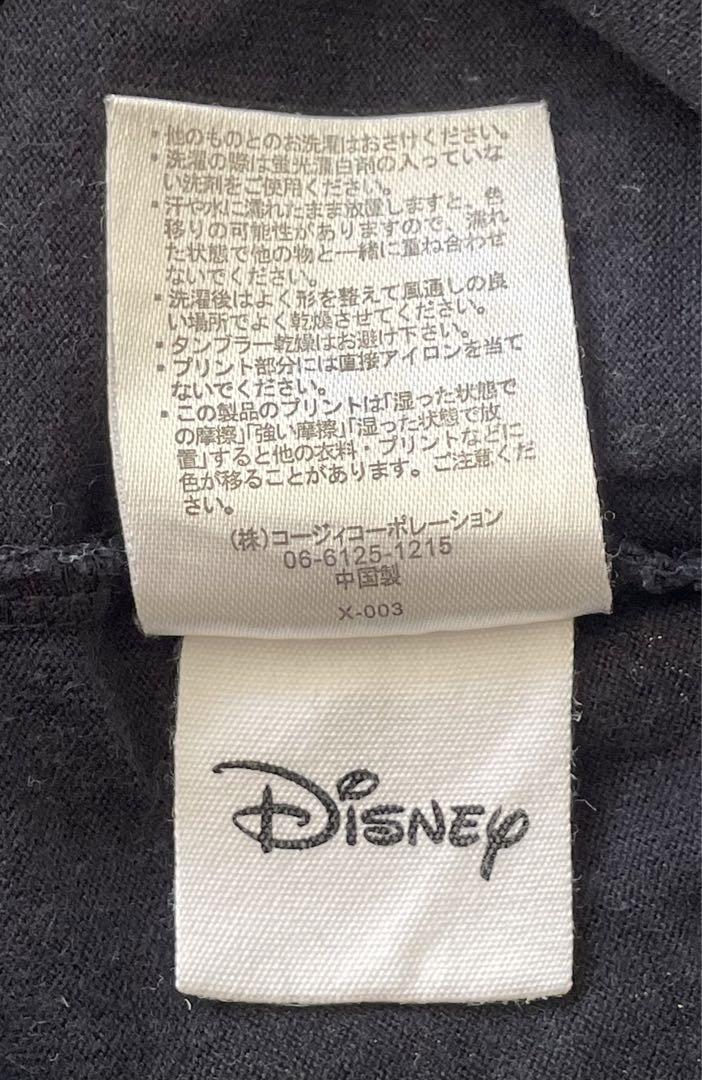 ・他のものとのお洗濯はおさけください。
・洗濯の際は蛍光漂白剤の入っていな
い洗剤をご使用ください。
・汗や水に濡れたまま放置しますと、色
移りの可能性がありますので、濡れ
た状態で他の物と一緒に重ね合わせ
ないでください。
・洗濯後はよく形を整えて風通しの良
い場所でよく乾燥させてください。
・タンブラー乾燥はお避け下さい。
・プリント部分には直接アイロンを当て
ないでください。
・この製品のプリントは「湿った状態で
の摩擦」「強い摩擦」「湿った状態で放
置」すると他の衣料・プリントなどに
色が移ることがあります。ご注意くだ
さい。
(株)コージィコーポレーション
06-6125-1215
中国製
X-003
Disney